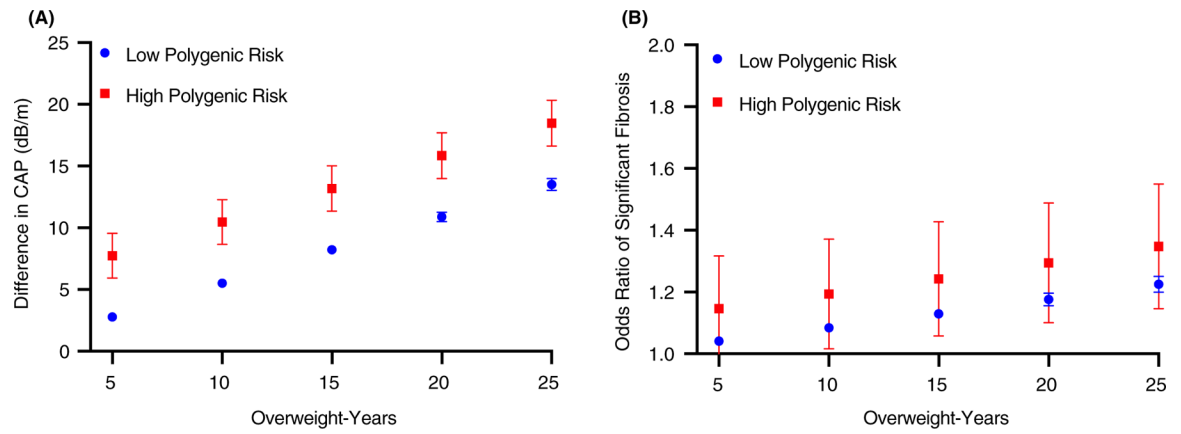 (A)
25
20
15
10
5
0
Difference in CAP (dB/m)
Low Polygenic Risk
High Polygenic Risk
5 10 15 20 25
Overweight-Years
(B)
2.0
1.8
1.6
1.4
1.2
1.0
Odds Ratio of Significant Fibrosis
Low Polygenic Risk
High Polygenic Risk
5 10 15 20 25
Overweight-Years